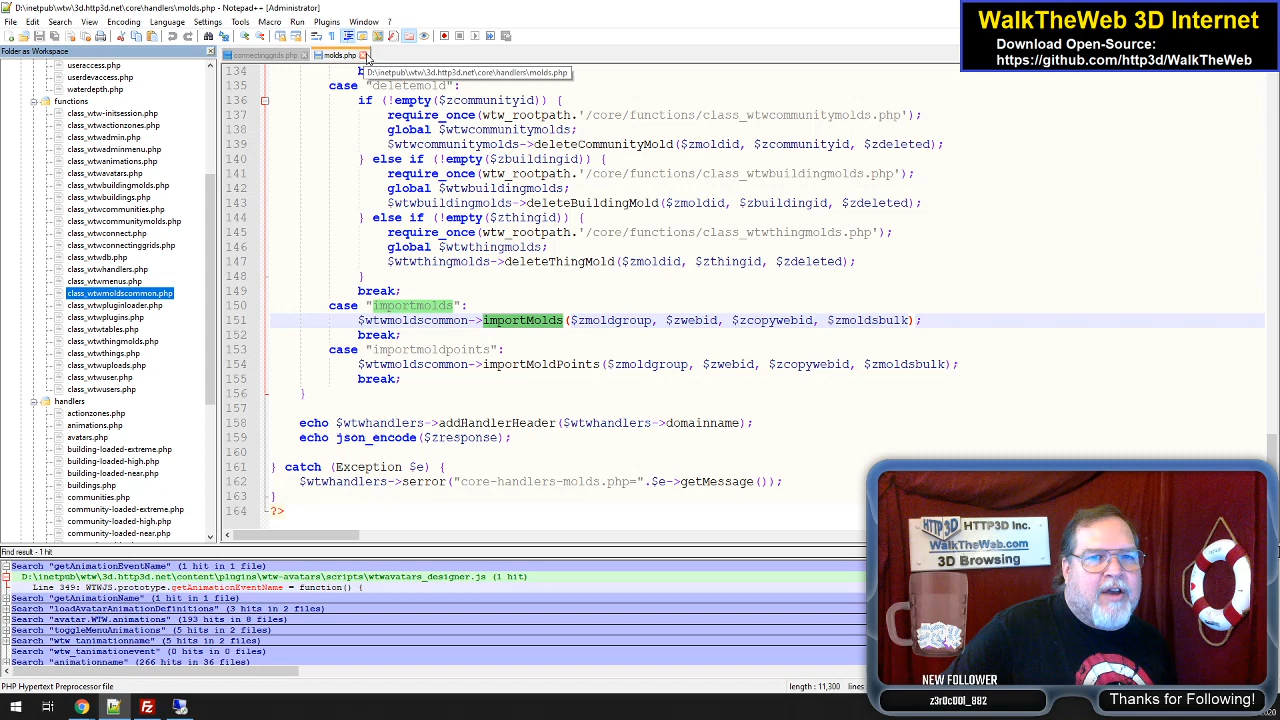 D:\inetpub\wtw\3d.http3d.net\core\handlers\molds.php - Notepad++ [Administrator]
File Edit Search View Encoding Language Settings Tools Macro Run Plugins Window ?
WalkTheWeb 3D Internet
Download Open-Source:
https://github.com/http3d/WalkTheWeb
Folder as Workspace
connectinggrids.php
molds.php
D:\inetpub\wtw\3d.http3d.net\core\handlers\molds.php
useraccess.php
userdevaccess.php
waterdepth.php
functions
class_wtw-initsession.php
class_wtwactionzones.php
class_wtwadmin.php
class_wtwadminmenu.php
class_wtwanimations.php
class_wtwavatars.php
class_wtwbuildingmolds.php
class_wtwbuildings.php
class_wtwcommunities.php
class_wtwcommunitymolds.php
class_wtwconnect.php
class_wtwconnectinggrids.php
class_wtwdb.php
class_wtwhandlers.php
class_wtwmenus.php
class_wtwmoldscommon.php
class_wtwpluginloader.php
class_wtwplugins.php
class_wtwtables.php
class_wtwthingmolds.php
class_wtwthings.php
class_wtwuploads.php
class_wtwuser.php
class_wtwusers.php
handlers
actionzones.php
animations.php
avatars.php
building-loaded-extreme.php
building-loaded-high.php
building-loaded-near.php
buildings.php
communities.php
community-loaded-extreme.php
community-loaded-high.php
community-loaded-near.php
134
135 case "deletemold":
136 if (!empty($zcommunityid)) {
137 require_once(wtw_rootpath.'/core/functions/class_wtwcommunitymolds.php');
138 global $wtwcommunitymolds;
139 $wtwcommunitymolds->deleteCommunityMold($zmoldid, $zcommunityid, $zdeleted);
140 } else if (!empty($zbuildingid)) {
141 require_once(wtw_rootpath.'/core/functions/class_wtwbuildingmolds.php');
142 global $wtwbuildingmolds;
143 $wtwbuildingmolds->deleteBuildingMold($zmoldid, $zbuildingid, $zdeleted);
144 } else if (!empty($zthingid)) {
145 require_once(wtw_rootpath.'/core/functions/class_wtwthingmolds.php');
146 global $wtwthingmolds;
147 $wtwthingmolds->deleteThingMold($zmoldid, $zthingid, $zdeleted);
148 }
149 break;
150 case "importmolds":
151 $wtwmoldscommon->importMolds($zmoldgroup, $zwebid, $zcopywebid, $zmoldsbulk);
152 break;
153 case "importmoldpoints":
154 $wtwmoldscommon->importMoldPoints($zmoldgroup, $zwebid, $zcopywebid, $zmoldsbulk);
155 break;
156 }
157
158 echo $wtwhandlers->addHandlerHeader($wtwhandlers->domainname);
159 echo json_encode($zresponse);
160
161 } catch (Exception $e) {
162 $wtwhandlers->serror("core-handlers-molds.php=".$e->getMessage());
163 }
164 ?>
Find result - 1 hit
Search "getAnimationEventName" (1 hit in 1 file)
D:\inetpub\wtw\3d.http3d.net\content\plugins\wtw-avatars\scripts\wtwavatars_designer.js (1 hit)
Line 349: WTWJS.prototype.getAnimationEventName = function() {
Search "getAnimationName" (1 hit in 1 file)
Search "loadAvatarAnimationDefinitions" (3 hits in 2 files)
Search "avatar.WTW.animations" (193 hits in 8 files)
Search "toggleMenuAnimations" (5 hits in 2 files)
Search "wtw_tanimationname" (5 hits in 2 files)
Search "wtw_tanimationevent" (0 hits in 0 files)
Search "animationname" (266 hits in 36 files)
PHP Hypertext Preprocessor file
length : 11,300 lines
HTTP3D
HTTP3D Inc.
WalkTheWeb.com
3D Browsing
NEW FOLLOWER
z3r0c00l_882
Thanks for Following!
2020